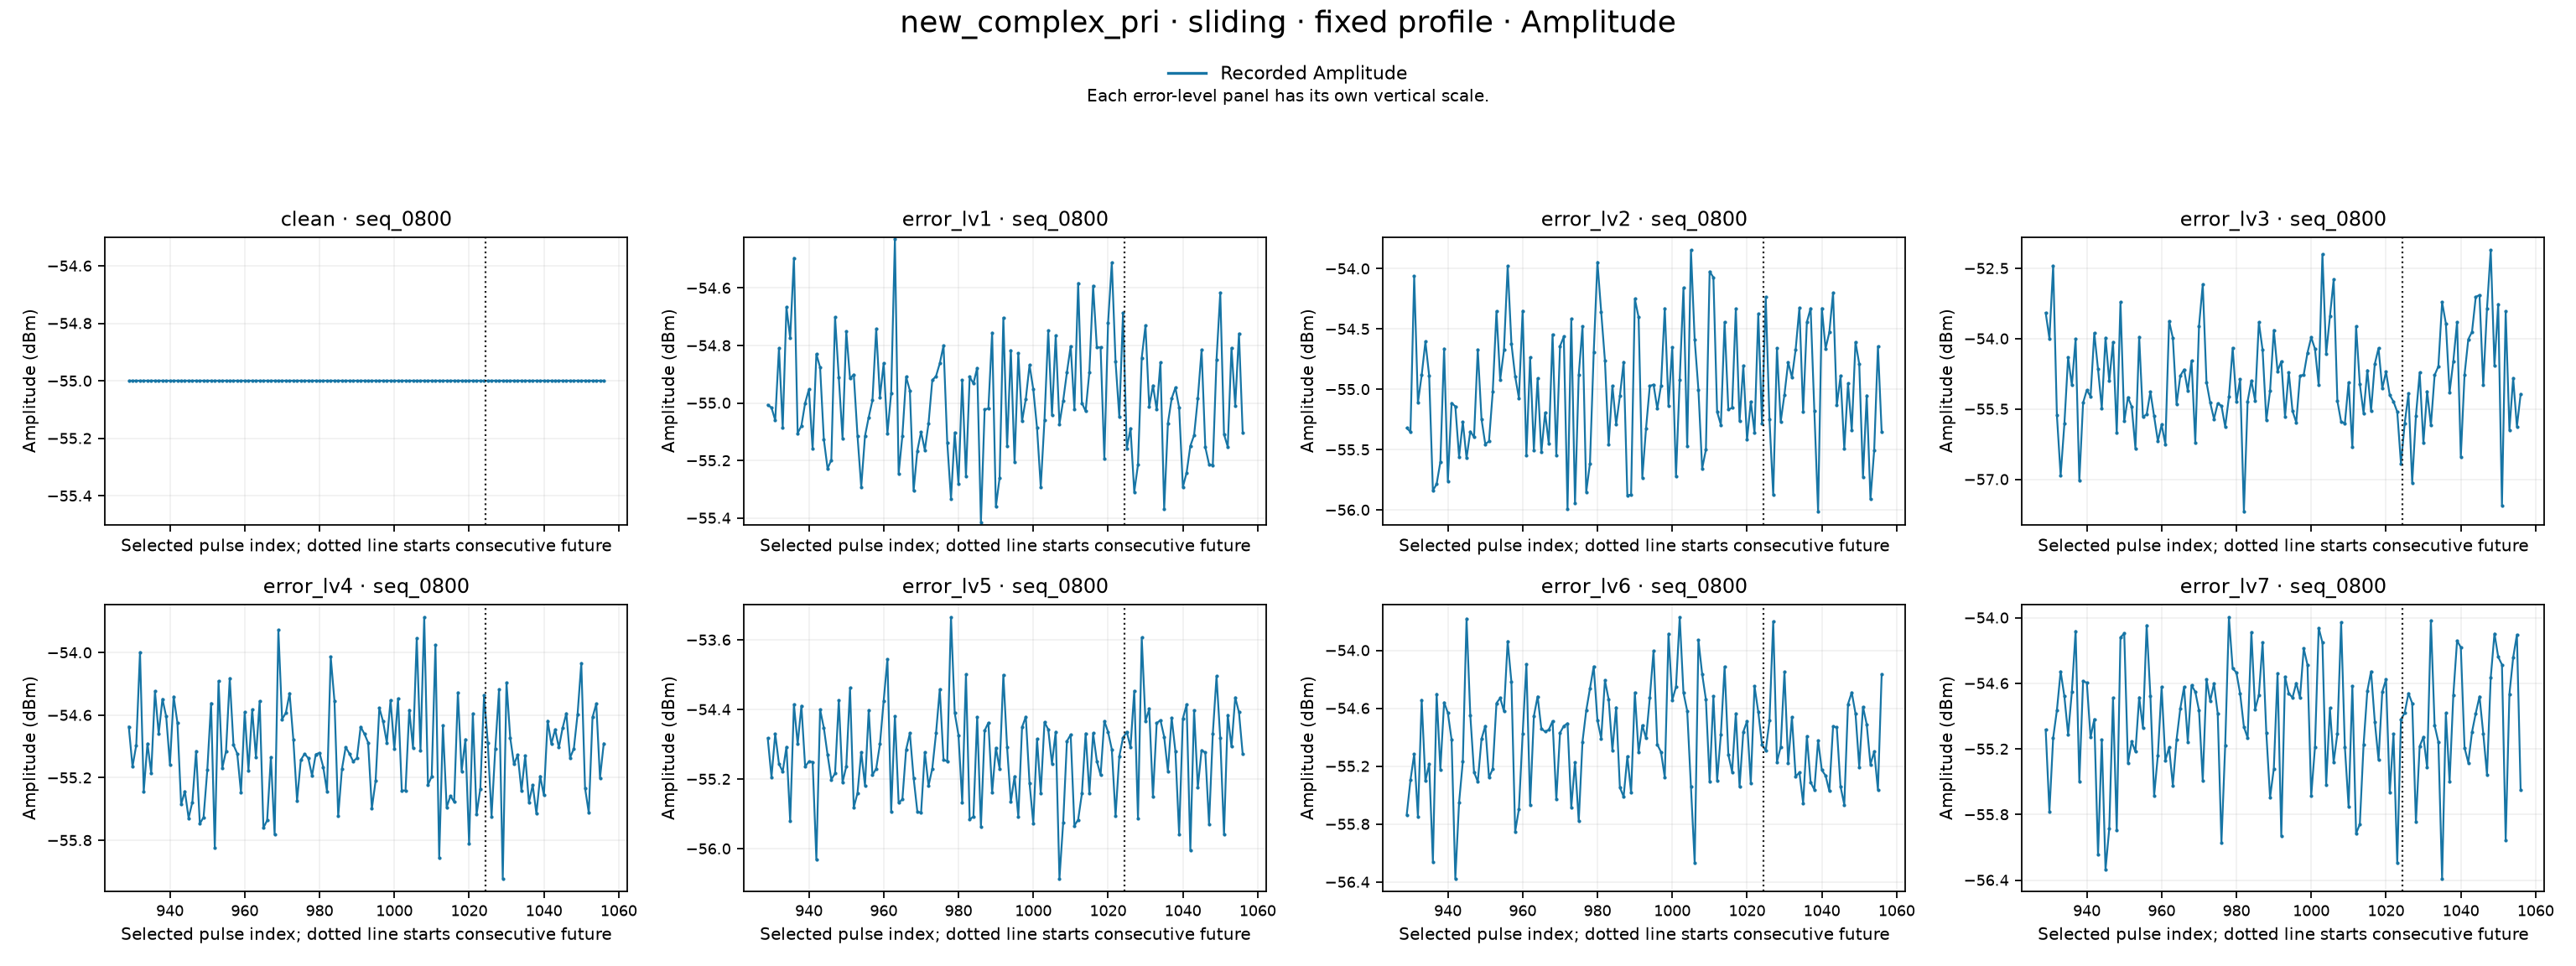 new_complex_pri · sliding · fixed profile · Amplitude
Recorded Amplitude
Each error-level panel has its own vertical scale.
clean · seq_0800
−54.6
−54.8
−55.0
−55.2
−55.4
Amplitude (dBm)
Selected pulse index; dotted line starts consecutive future
error_lv1 · seq_0800
−54.6
−54.8
−55.0
−55.2
−55.4
Amplitude (dBm)
Selected pulse index; dotted line starts consecutive future
error_lv2 · seq_0800
−54.0
−54.5
−55.0
−55.5
−56.0
Amplitude (dBm)
Selected pulse index; dotted line starts consecutive future
error_lv3 · seq_0800
−52.5
−54.0
−55.5
−57.0
Amplitude (dBm)
Selected pulse index; dotted line starts consecutive future
error_lv4 · seq_0800
−54.0
−54.6
−55.2
−55.8
Amplitude (dBm)
940 960 980 1000 1020 1040 1060
Selected pulse index; dotted line starts consecutive future
error_lv5 · seq_0800
−53.6
−54.4
−55.2
−56.0
Amplitude (dBm)
940 960 980 1000 1020 1040 1060
Selected pulse index; dotted line starts consecutive future
error_lv6 · seq_0800
−54.0
−54.6
−55.2
−55.8
−56.4
Amplitude (dBm)
940 960 980 1000 1020 1040 1060
Selected pulse index; dotted line starts consecutive future
error_lv7 · seq_0800
−54.0
−54.6
−55.2
−55.8
−56.4
Amplitude (dBm)
940 960 980 1000 1020 1040 1060
Selected pulse index; dotted line starts consecutive future